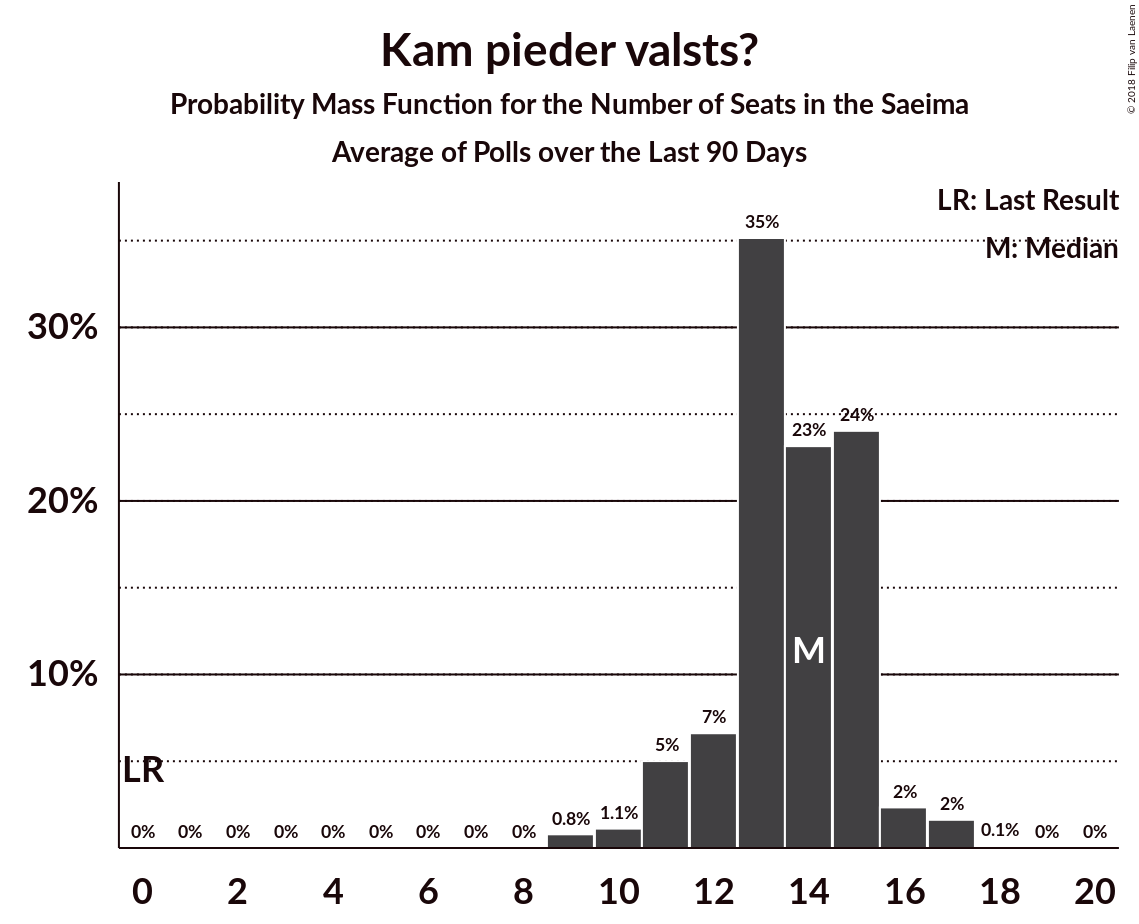 Kam pieder valsts?
Probability Mass Function for the Number of Seats in the Saeima
Average of Polls over the Last 90 Days
© 2018 Filip van Laenen
LR: Last Result
M: Median
35%
30%
24%
23%
20%
M
10%
7%
5%
LR
2%
2%
0% 0% 0% 0% 0% 0% 0% 0% 0% 0.8% 1.1% 0.1% 0% 0%
0 2 4 6 8 10 12 14 16 18 20